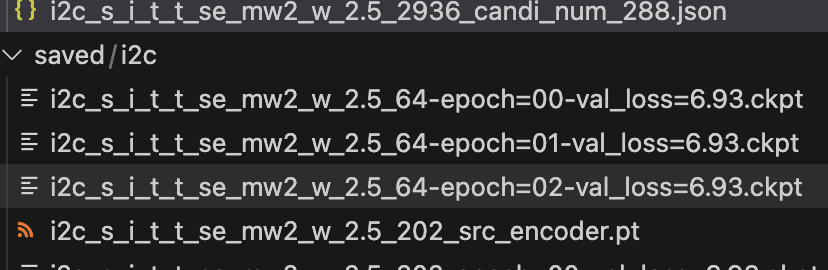 {} i2c_s_i_t_t_se_mw2_w_2.5_2936_candi_num_288.json
saved/i2c
i2c_s_i_t_t_se_mw2_w_2.5_64-epoch=00-val_loss=6.93.ckpt
i2c_s_i_t_t_se_mw2_w_2.5_64-epoch=01-val_loss=6.93.ckpt
i2c_s_i_t_t_se_mw2_w_2.5_64-epoch=02-val_loss=6.93.ckpt
i2c_s_i_t_t_se_mw2_w_2.5_202_src_encoder.pt